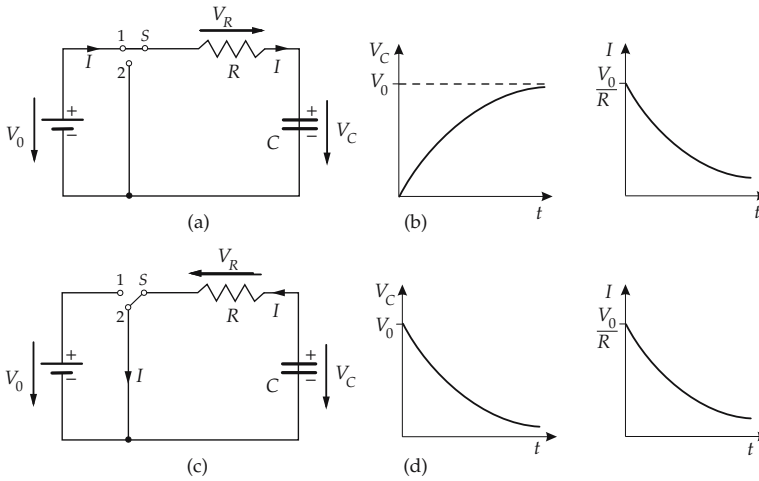 V_R
1 S
I R I
2
V_0 + − C + − V_C
(a)
V_C
V_0
t
(b)
I
V_0
R
t
V_R
1 S
2 R I
I
V_0 + − C + − V_C
(c)
V_C
V_0
t
(d)
I
V_0
R
t